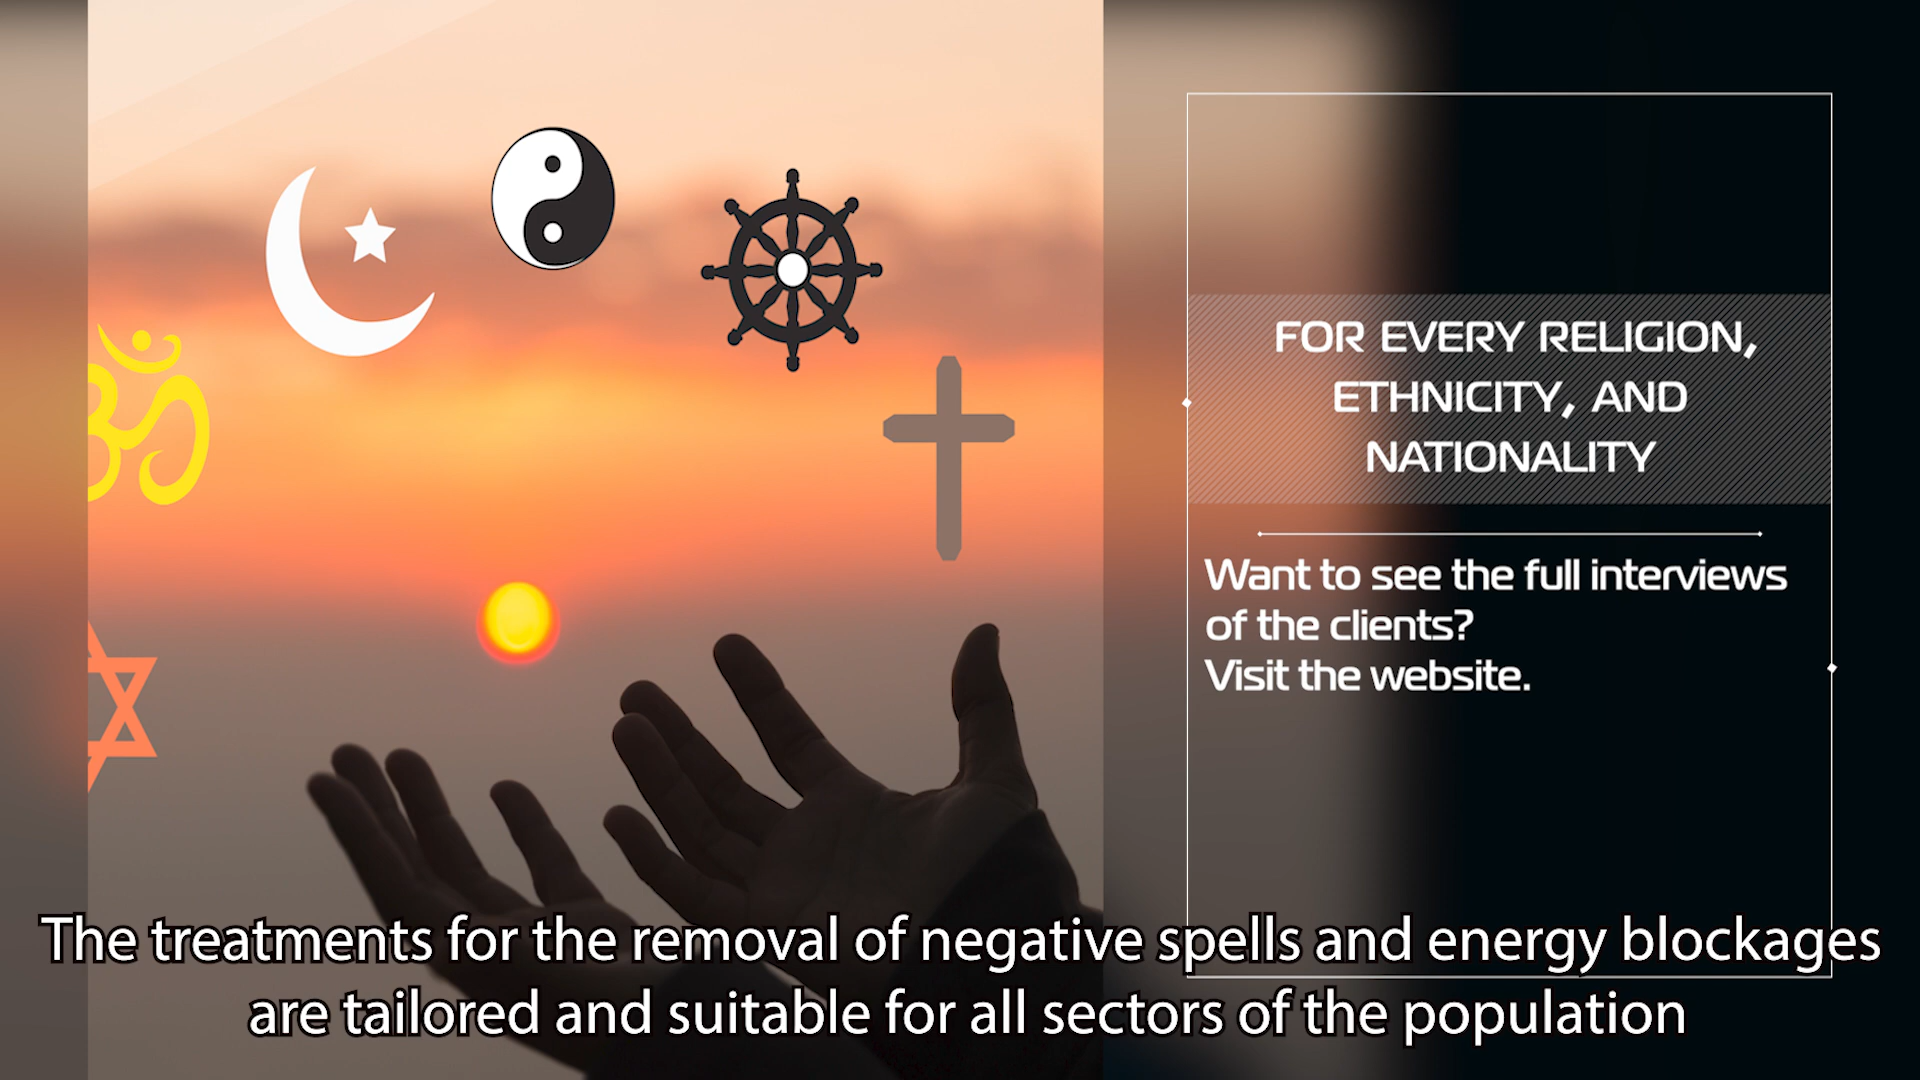 FOR EVERY RELIGION,
ETHNICITY, AND
NATIONALITY
Want to see the full interviews
of the clients?
Visit the website.
The treatments for the removal of negative spells and energy blockages
are tailored and suitable for all sectors of the population